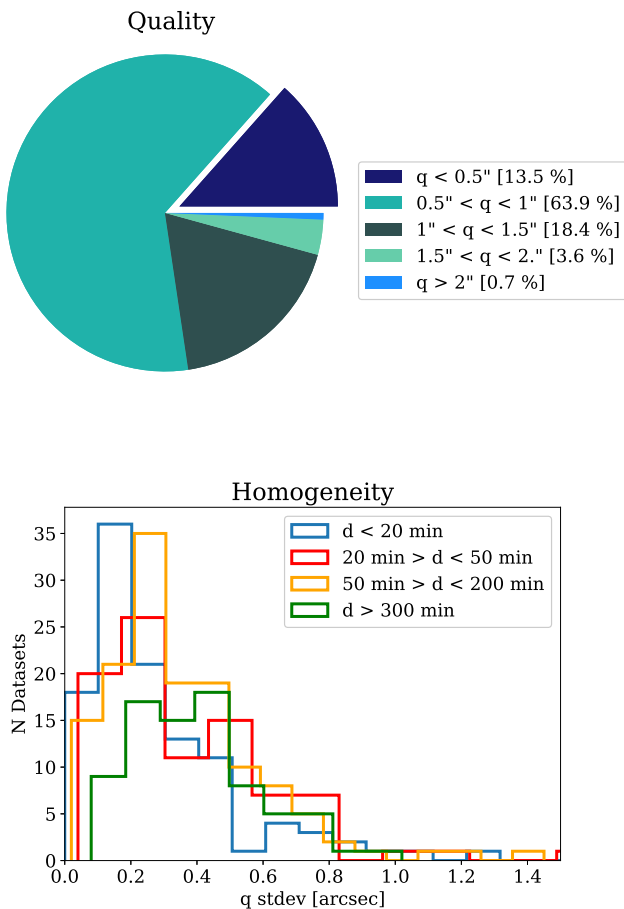 Quality
q < 0.5" [13.5 %]
0.5" < q < 1" [63.9 %]
1" < q < 1.5" [18.4 %]
1.5" < q < 2." [3.6 %]
q > 2" [0.7 %]
Homogeneity
d < 20 min
20 min > d < 50 min
50 min > d < 200 min
d > 300 min
N Datasets
35
30
25
20
15
10
5
0
0.0 0.2 0.4 0.6 0.8 1.0 1.2 1.4
q stdev [arcsec]